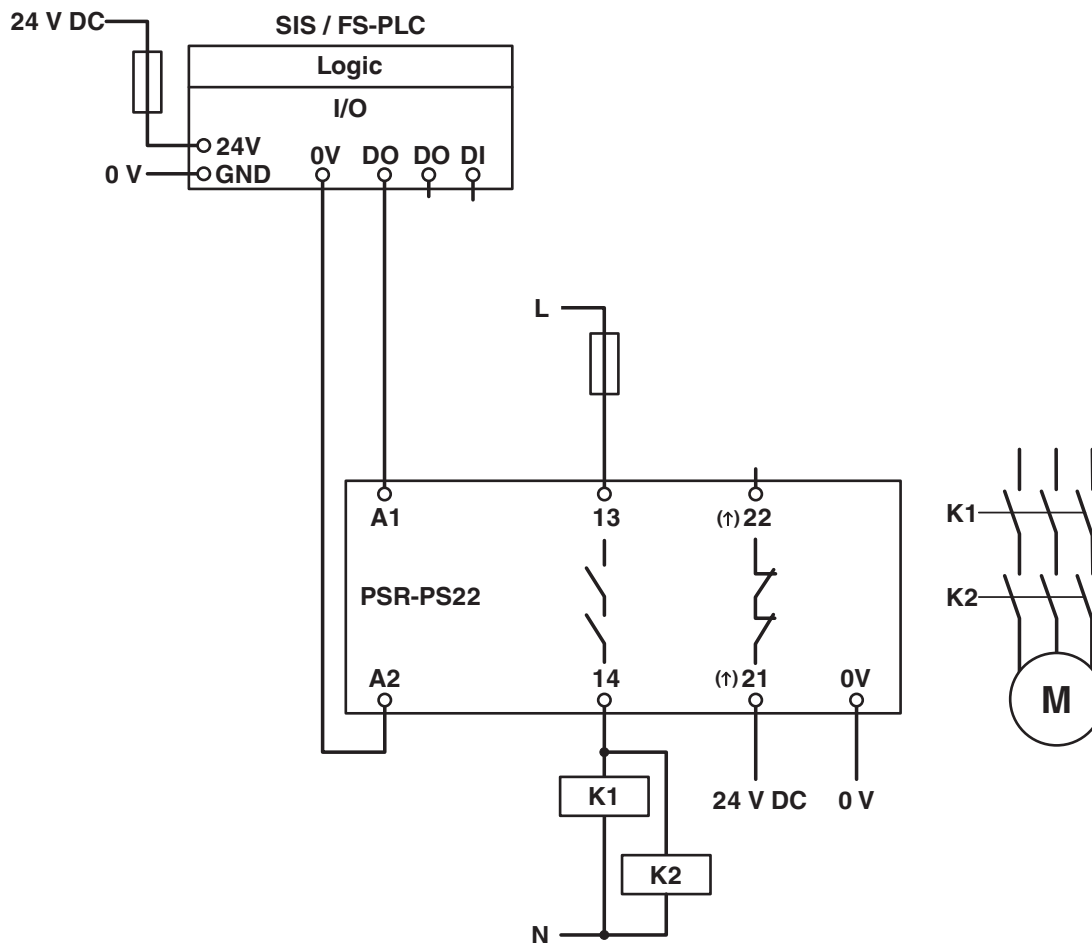 24 V DC
SIS / FS-PLC
Logic
I/O
24V
0V DO DO DI
0 V
GND
L
A1
13
(↑) 22
K1
PSR-PS22
K2
A2
14
(↑) 21
0V
M
K1
24 V DC
0 V
K2
N